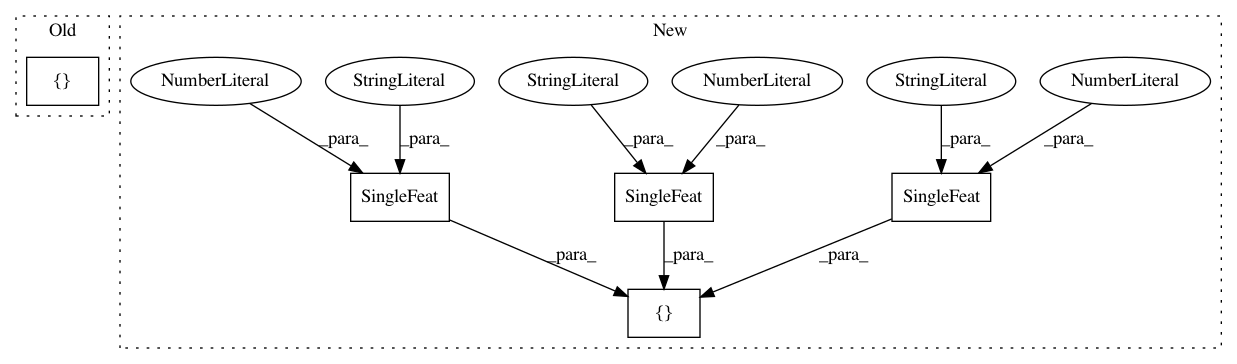 Old
New
{}
NumberLiteral
StringLiteral
StringLiteral
NumberLiteral
StringLiteral
NumberLiteral
_para_
_para_
_para_
_para_
_para_
_para_
SingleFeat
SingleFeat
SingleFeat
_para_
_para_
_para_
{}